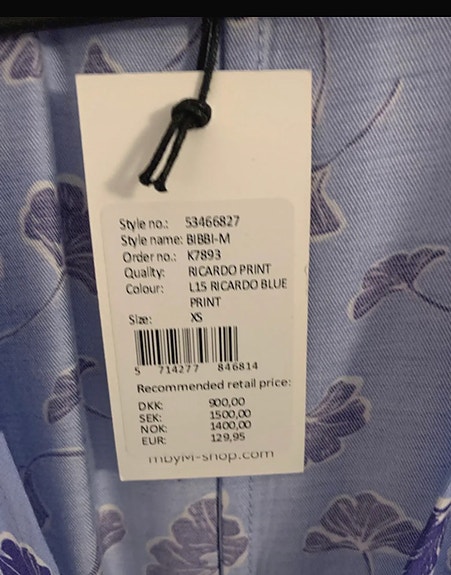 Style no.: 53466827
Style name: BIBBI-M
Order no.: K7893
Quality: RICARDO PRINT
Colour: L15 RICARDO BLUE
PRINT
Size: XS
5 714277 846814
Recommended retail price:
DKK: 900,00
SEK: 1500,00
NOK: 1400,00
EUR: 129,95
mbyM-shop.com